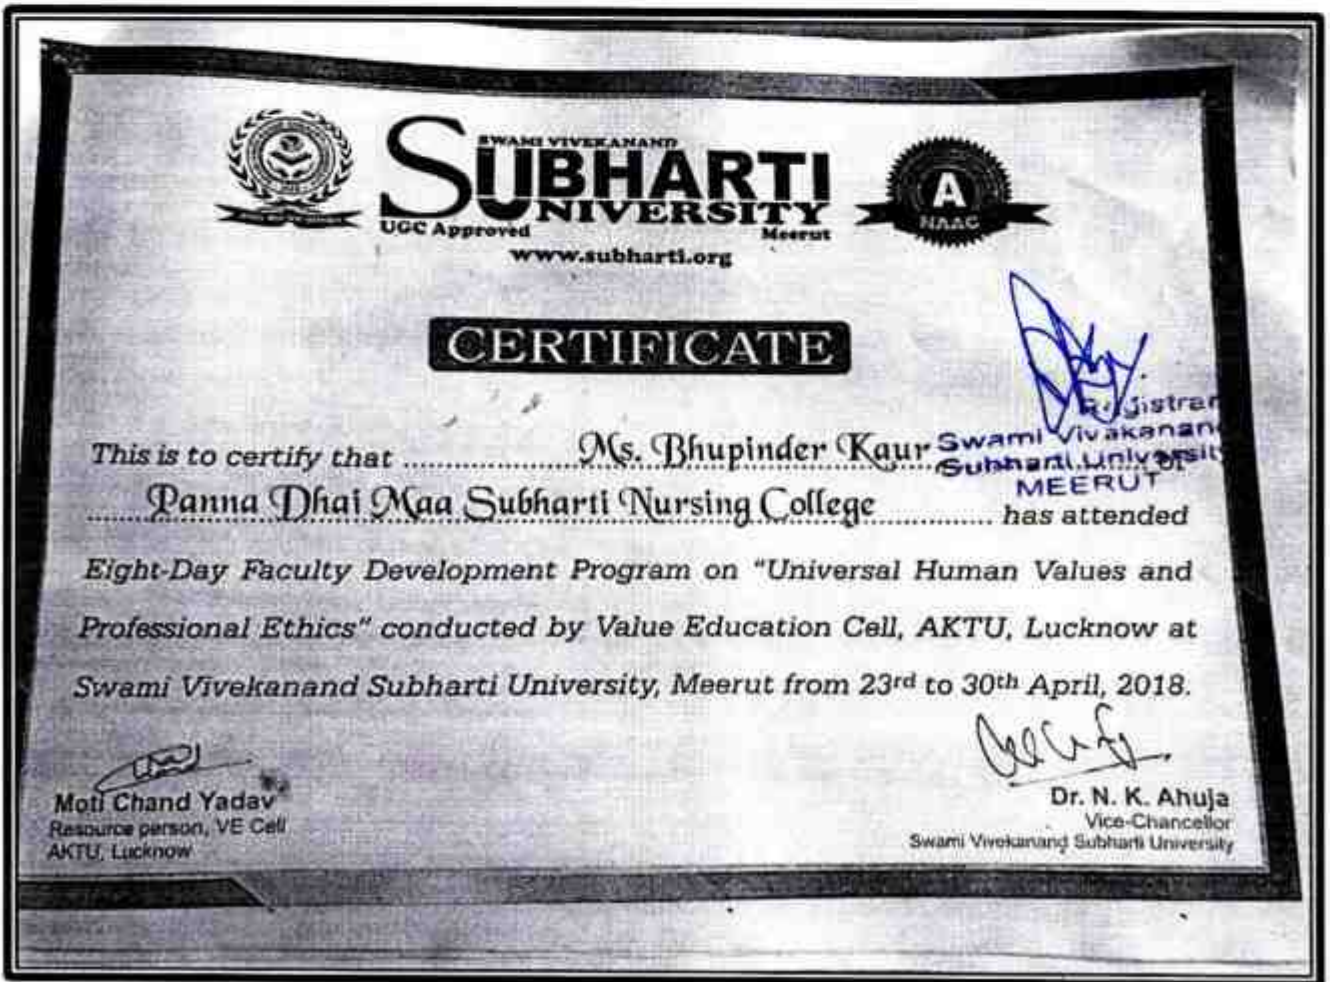 SWAMI VIVEKANAND
SUBHARTI
UNIVERSITY
UGC Approved Meerut
www.subharti.org
A
NAAC
CERTIFICATE
Registrar
Swami Vivakanand
Subharti University
MEERUT
This is to certify that Ms. Bhupinder Kaur of
Panna Dhai Maa Subharti Nursing College has attended
Eight-Day Faculty Development Program on "Universal Human Values and
Professional Ethics" conducted by Value Education Cell, AKTU, Lucknow at
Swami Vivekanand Subharti University, Meerut from 23rd to 30th April, 2018.
Moti Chand Yadav
Resource person, VE Cell
AKTU, Lucknow
Dr. N. K. Ahuja
Vice-Chancellor
Swami Vivekanand Subharti University